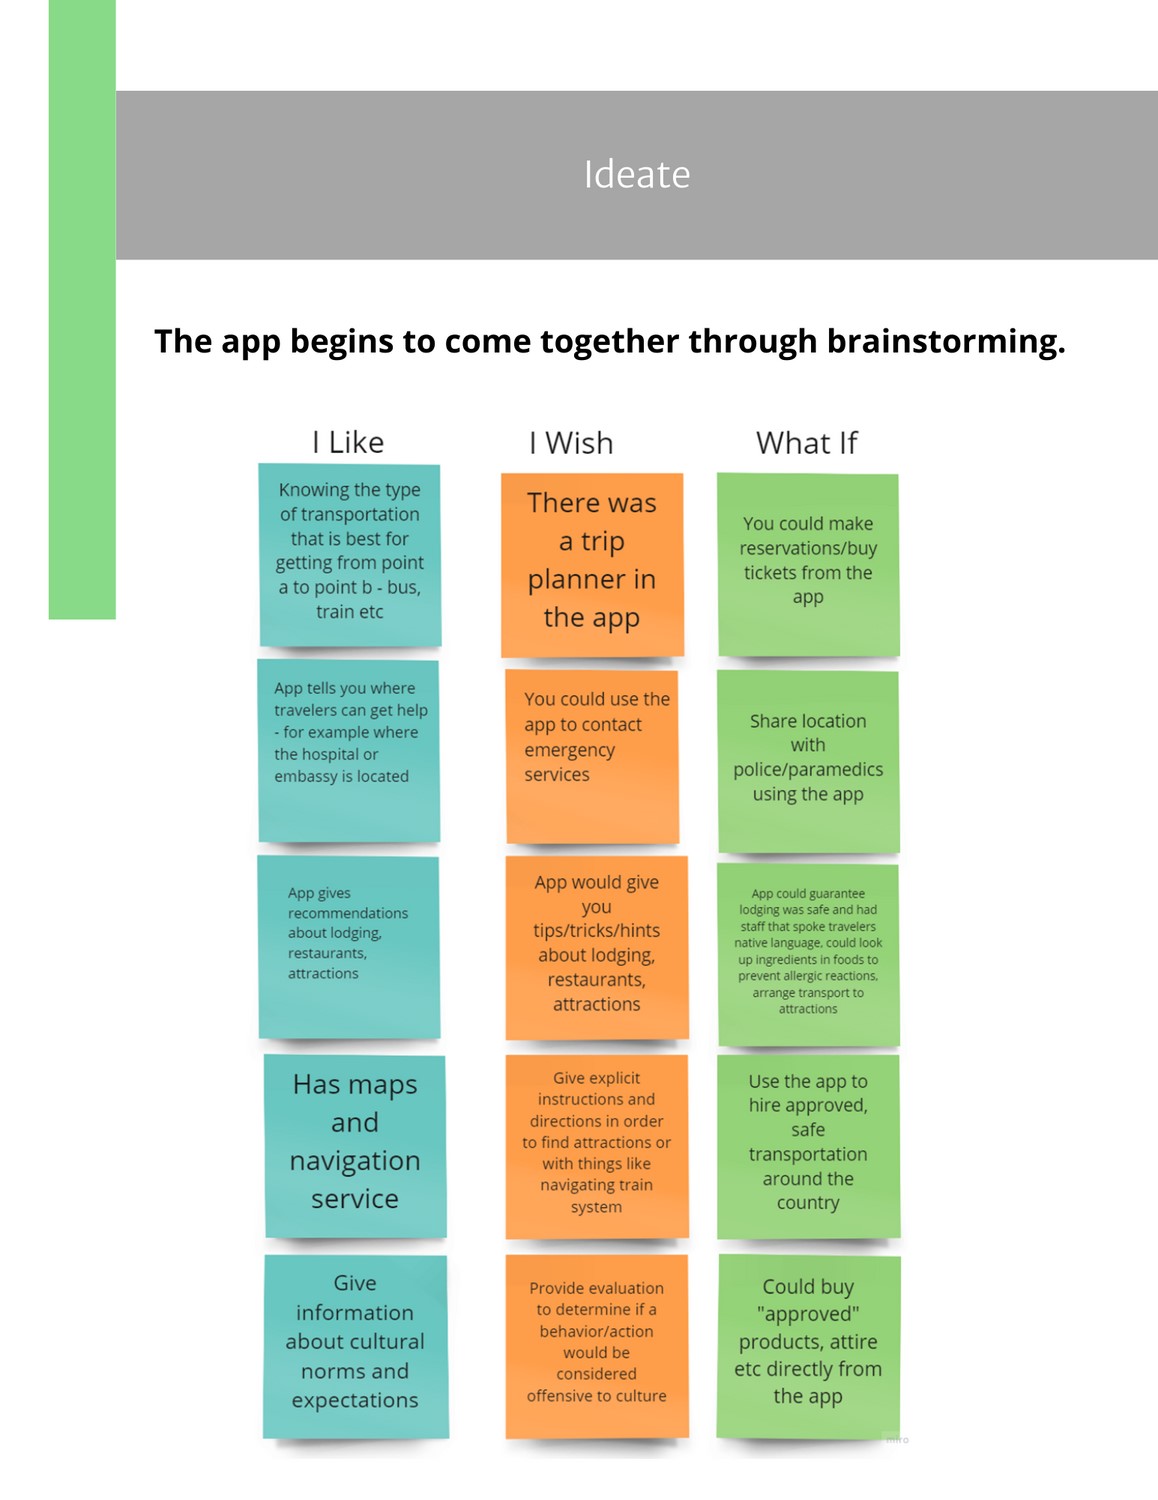 Ideate
The app begins to come together through brainstorming.
I Like
Knowing the type
of transportation
that is best for
getting from point
a to point b - bus,
train etc
App tells you where
travelers can get help
- for example where
the hospital or
embassy is located
App gives
recommendations
about lodging,
restaurants,
attractions
Has maps
and
navigation
service
Give
information
about cultural
norms and
expectations
I Wish
There was
a trip
planner in
the app
You could use the
app to contact
emergency
services
App would give
you
tips/tricks/hints
about lodging,
restaurants,
attractions
Give explicit
instructions and
directions in order
to find attractions or
with things like
navigating train
system
Provide evaluation
to determine if a
behavior/action
would be
considered
offensive to culture
What If
You could make
reservations/buy
tickets from the
app
Share location
with
police/paramedics
using the app
App could guarantee
lodging was safe and had
staff that spoke travelers
native language, could look
up ingredients in foods to
prevent allergic reactions,
arrange transport to
attractions
Use the app to
hire approved,
safe
transportation
around the
country
Could buy
"approved"
products, attire
etc directly from
the app
miro